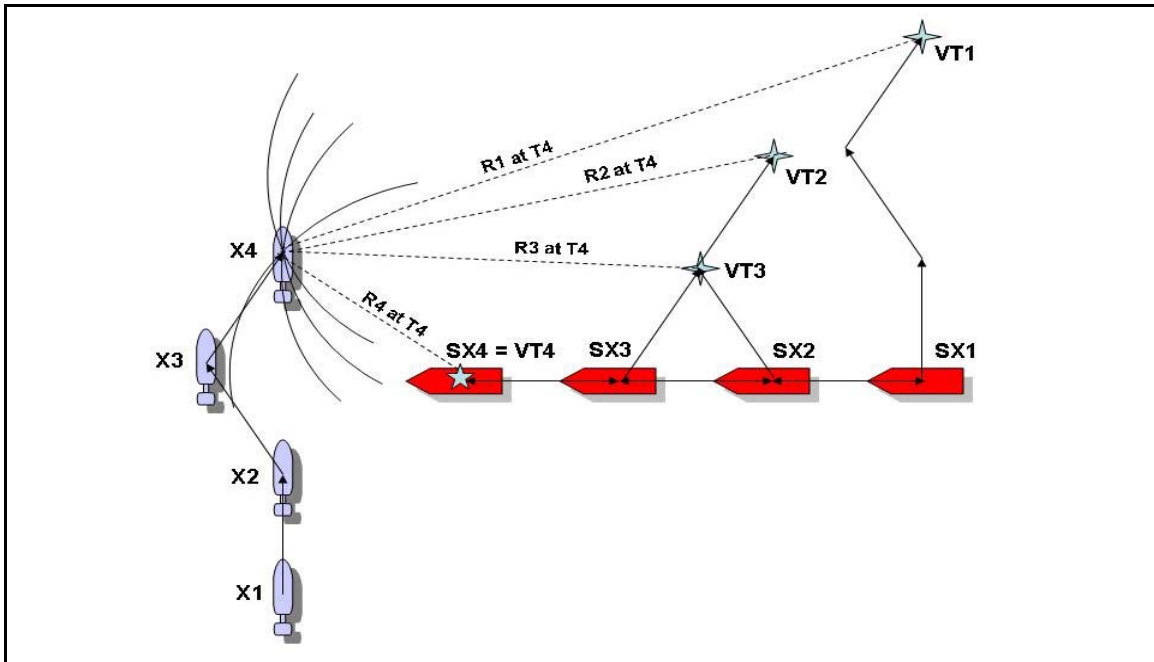 VT1
R1 at T4
R2 at T4
VT2
X4
R3 at T4
VT3
R4 at T4
X3
SX4 = VT4
SX3
SX2
SX1
X2
X1